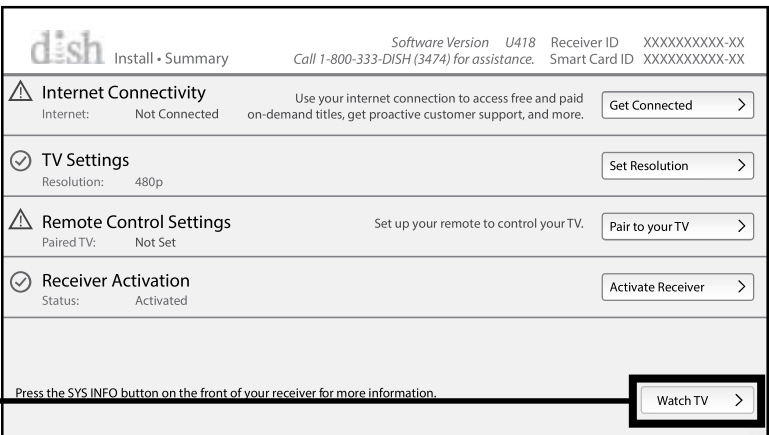 dish Install • Summary
Software Version U418 Receiver ID XXXXXXXXXX-XX
Call 1-800-333-DISH (3474) for assistance. Smart Card ID XXXXXXXXXX-XX
Internet Connectivity
Internet: Not Connected
Use your internet connection to access free and paid
on-demand titles, get proactive customer support, and more.
Get Connected
TV Settings
Resolution: 480p
Set Resolution
Remote Control Settings
Paired TV: Not Set
Set up your remote to control your TV.
Pair to your TV
Receiver Activation
Status: Activated
Activate Receiver
Press the SYS INFO button on the front of your receiver for more information.
Watch TV